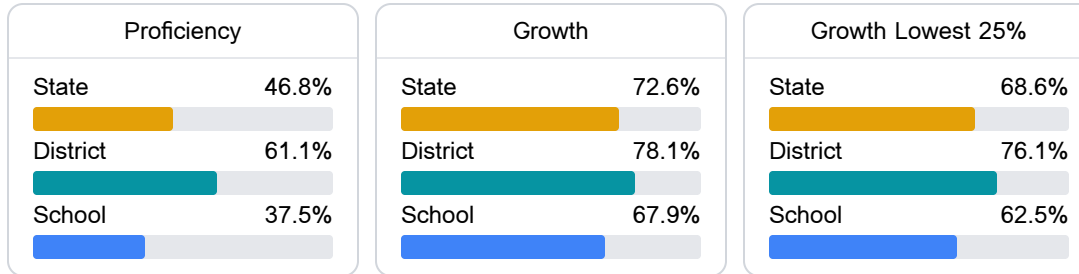 Proficiency
State 46.8%
District 61.1%
School 37.5%
Growth
State 72.6%
District 78.1%
School 67.9%
Growth Lowest 25%
State 68.6%
District 76.1%
School 62.5%